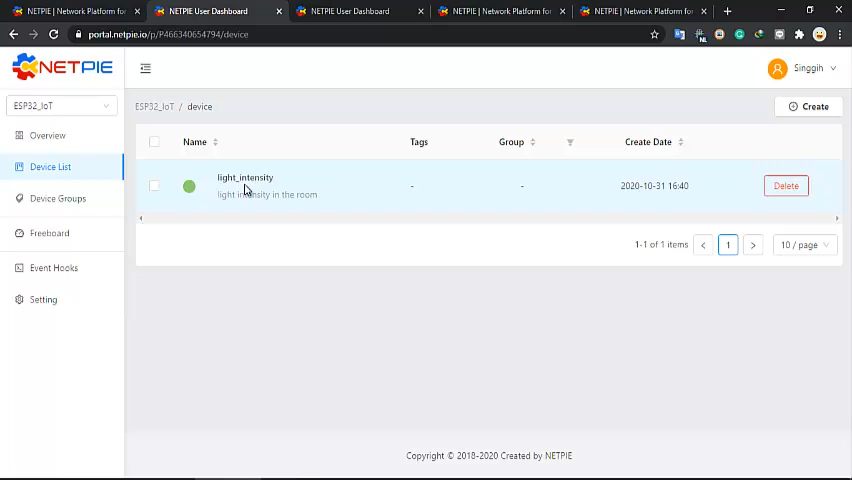 NETPIE | Network Platform for
NETPIE User Dashboard
NETPIE User Dashboard
NETPIE | Network Platform for
NETPIE | Network Platform for
portal.netpie.io/p/P466340654794/device
NETPIE
Singgih
ESP32_IoT
ESP32_IoT / device
Create
Overview
Device List
Device Groups
Freeboard
Event Hooks
Setting
Name
Tags
Group
Create Date
light_intensity
light intensity in the room
-
-
2020-10-31 16:40
Delete
1-1 of 1 items
1
10 / page
Copyright © 2018-2020 Created by NETPIE